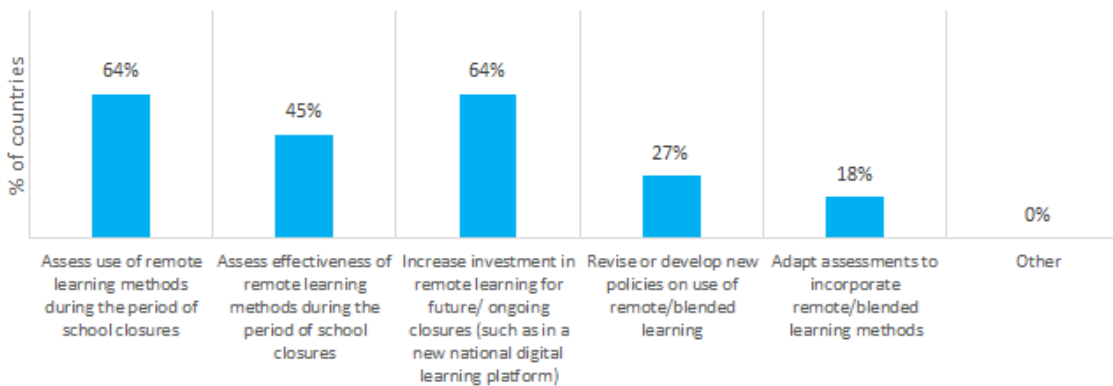 % of countries
64%
45%
64%
27%
18%
0%
Assess use of remote
learning methods
during the period of
school closures
Assess effectiveness of
remote learning
methods during the
period of school
closures
Increase investment in
remote learning for
future/ ongoing
closures (such as in a
new national digital
learning platform)
Revise or develop new
policies on use of
remote/blended
learning
Adapt assessments to
incorporate
remote/blended
learning methods
Other